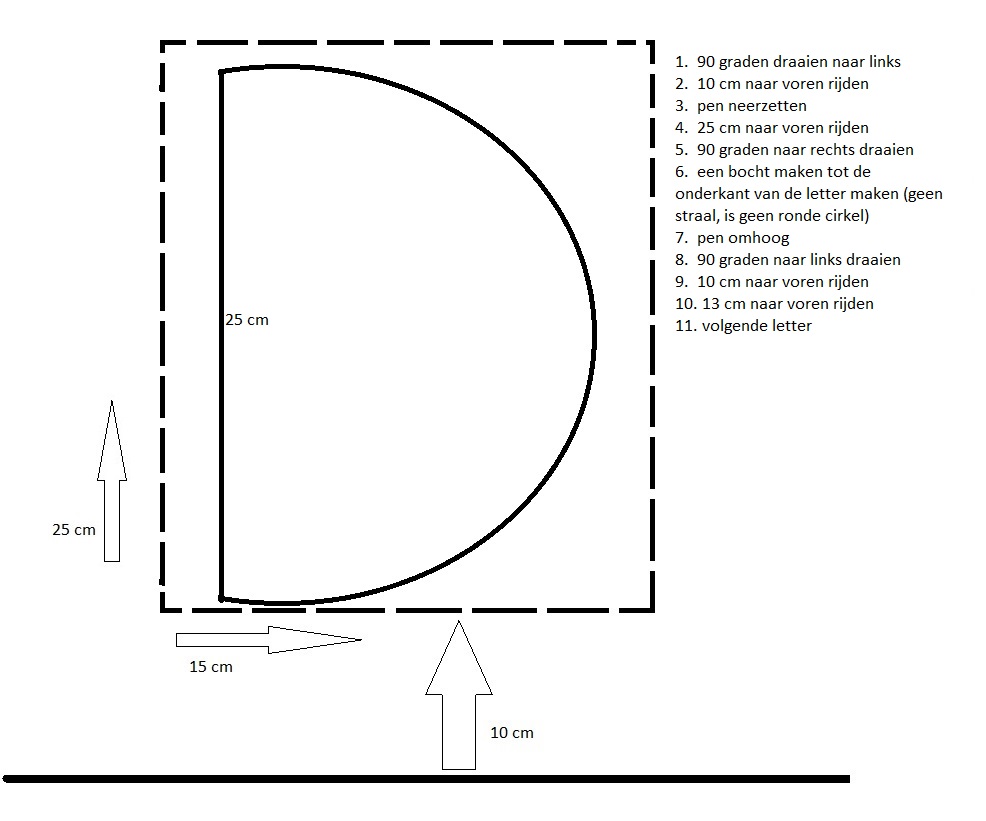 1.  90 graden draaien naar links
2.  10 cm naar voren rijden
3.  pen neerzetten
4.  25 cm naar voren rijden
5.  90 graden naar rechts draaien
6.  een bocht maken tot de
onderkant van de letter maken (geen
straal, is geen ronde cirkel)
7.  pen omhoog
8.  90 graden naar links draaien
9.  10 cm naar voren rijden
10. 13 cm naar voren rijden
11. volgende letter
25 cm
25 cm
15 cm
10 cm